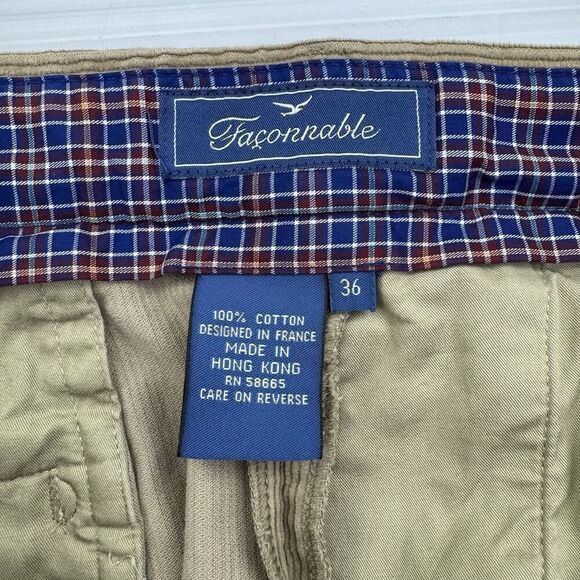 Façonnable
36
100% COTTON
DESIGNED IN FRANCE
MADE IN
HONG KONG
RN 58665
CARE ON REVERSE